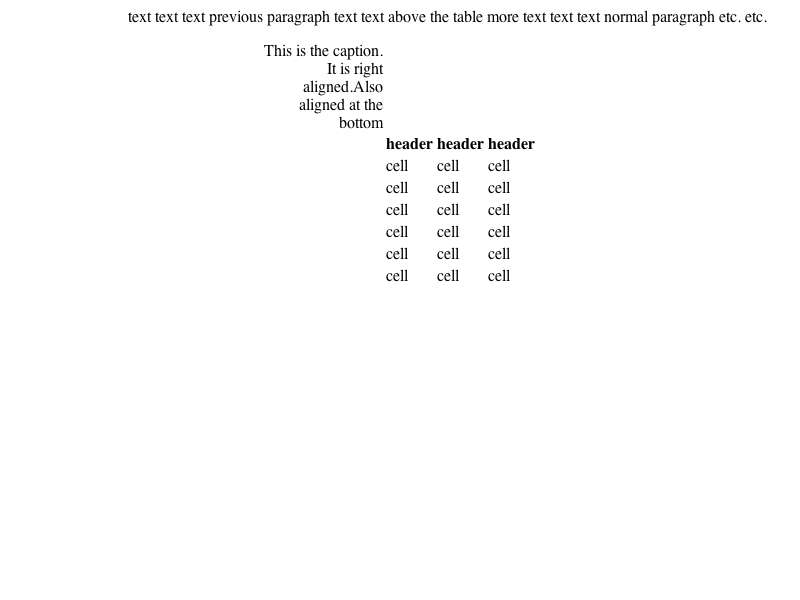 text text text previous paragraph text text above the table more text text text normal paragraph etc. etc.
This is the caption.
It is right
aligned.Also
aligned at the
bottom
header header header
cell cell cell
cell cell cell
cell cell cell
cell cell cell
cell cell cell
cell cell cell